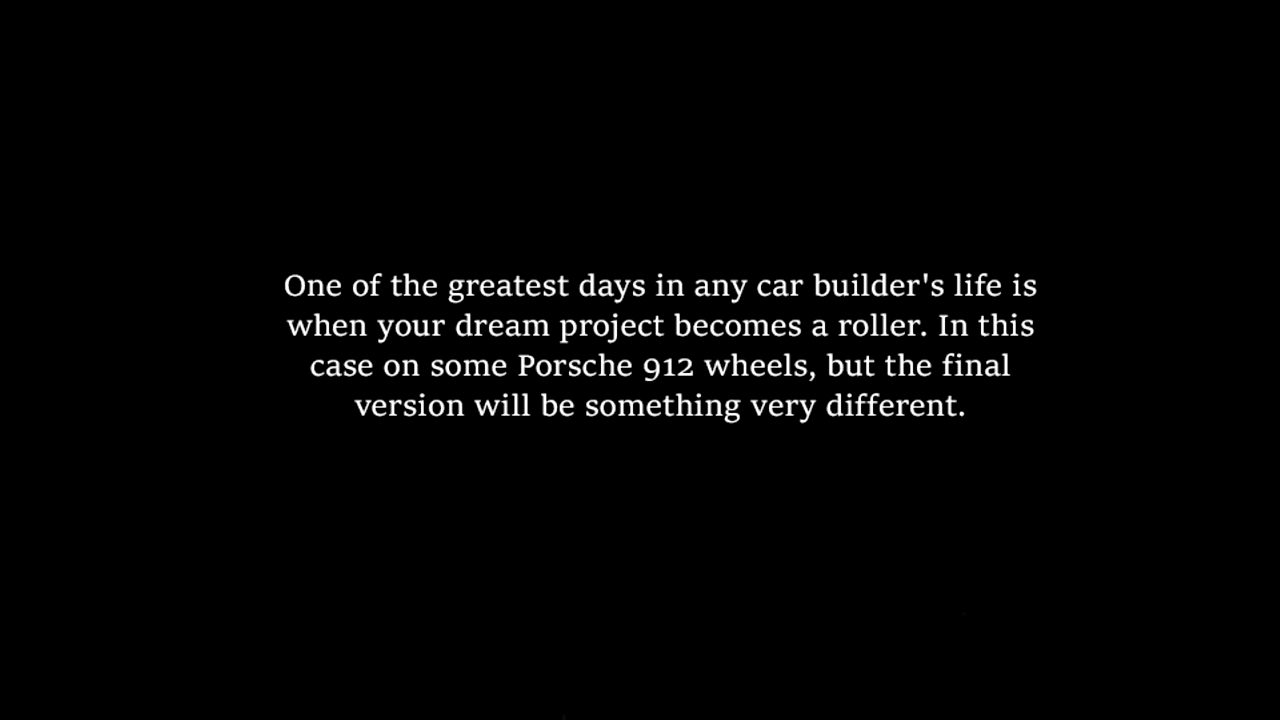 One of the greatest days in any car builder's life is
when your dream project becomes a roller. In this
case on some Porsche 912 wheels, but the final
version will be something very different.